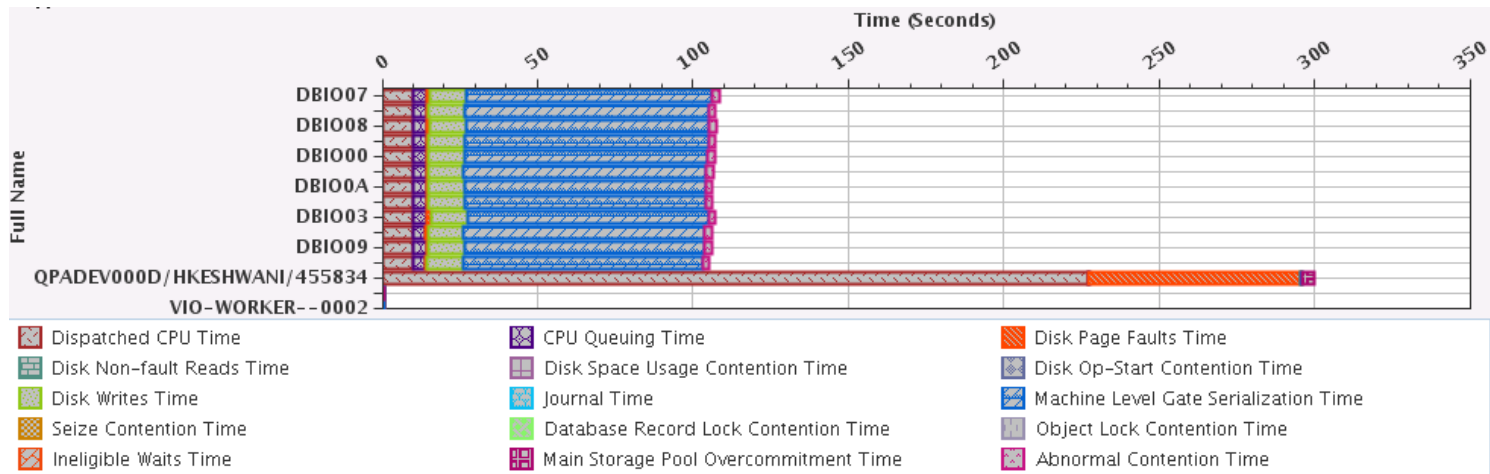 Time (Seconds)
0 50 100 150 200 250 300 350
Full Name
DBIO07
DBIO08
DBIO00
DBIO0A
DBIO03
DBIO09
QPADEV000D/HKESHWANI/455834
VIO-WORKER--0002
Dispatched CPU Time CPU Queuing Time Disk Page Faults Time
Disk Non-fault Reads Time Disk Space Usage Contention Time Disk Op-Start Contention Time
Disk Writes Time Journal Time Machine Level Gate Serialization Time
Seize Contention Time Database Record Lock Contention Time Object Lock Contention Time
Ineligible Waits Time Main Storage Pool Overcommitment Time Abnormal Contention Time